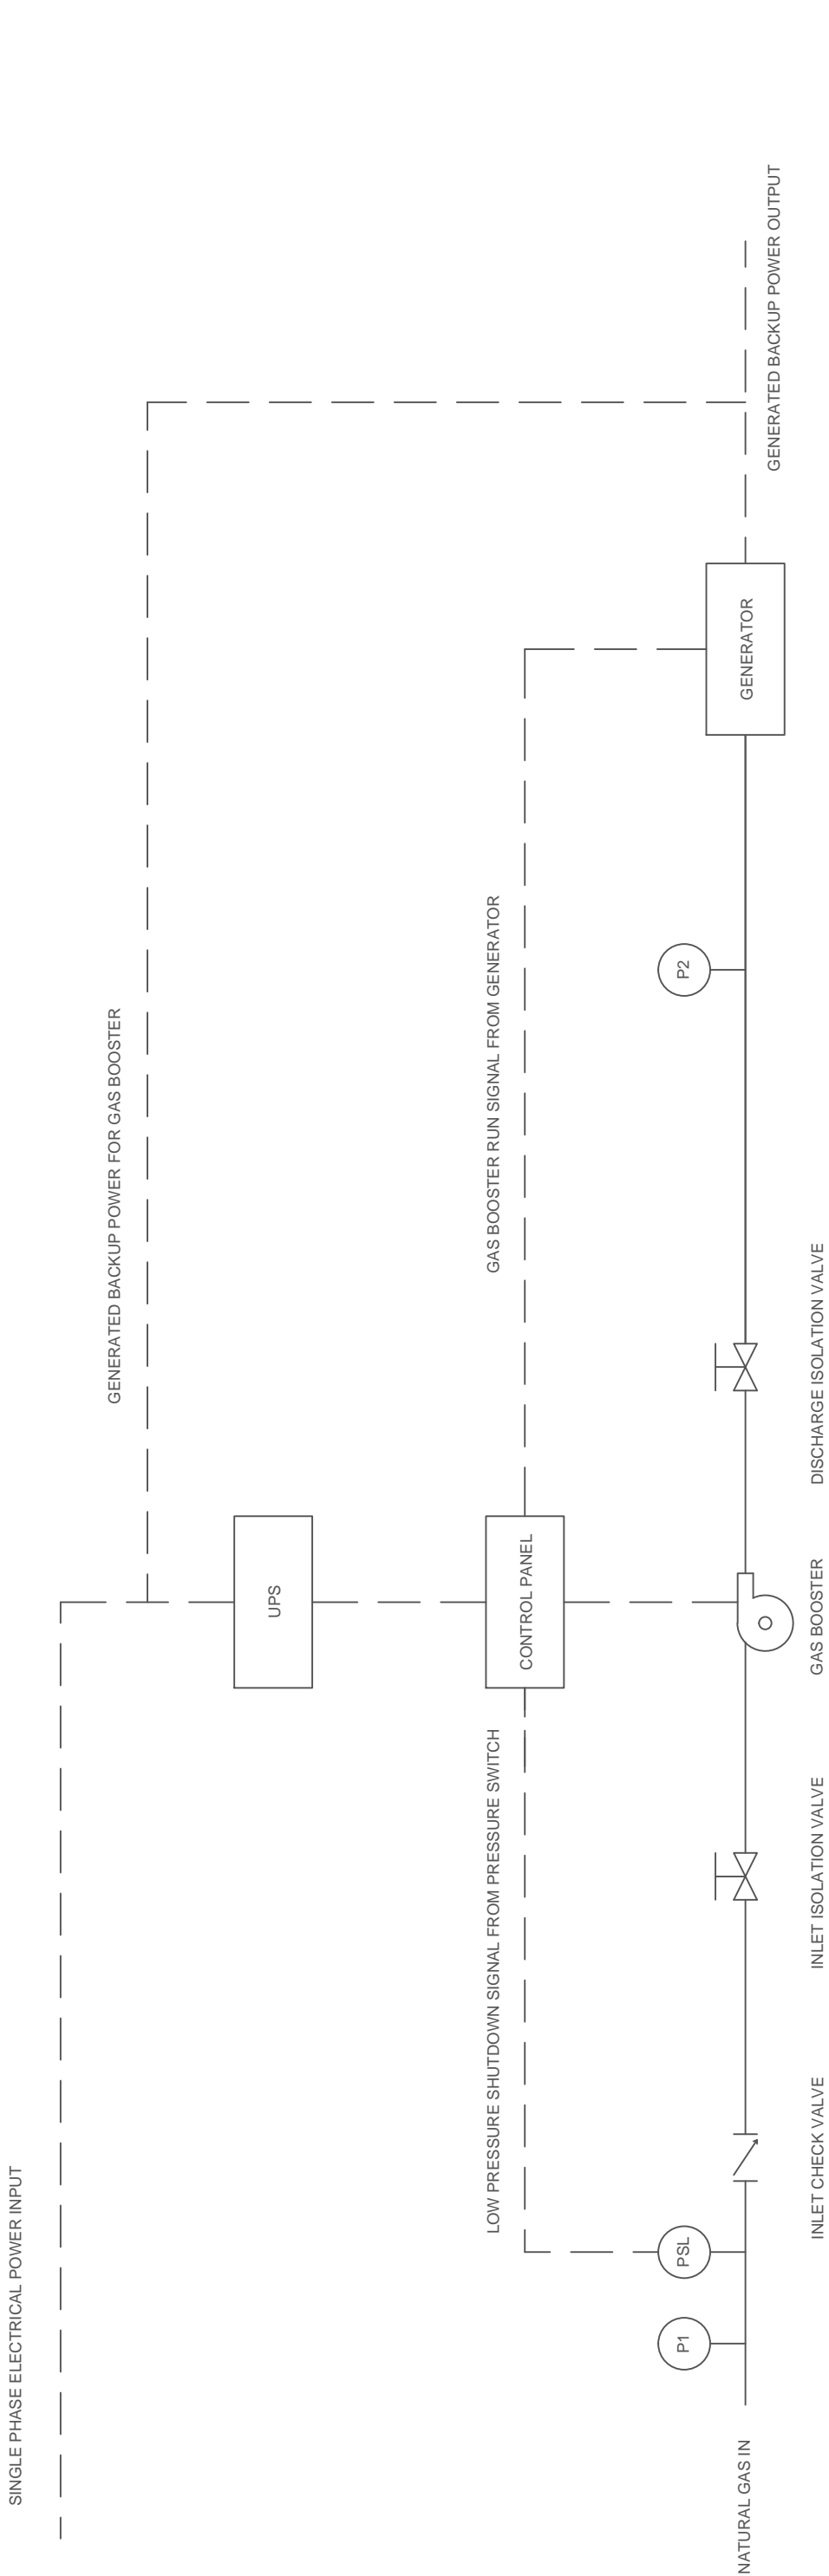 SINGLE PHASE ELECTRICAL POWER INPUT
GENERATED BACKUP POWER FOR GAS BOOSTER
UPS
LOW PRESSURE SHUTDOWN SIGNAL FROM PRESSURE SWITCH
GAS BOOSTER RUN SIGNAL FROM GENERATOR
CONTROL PANEL
P1
PSL
P2
NATURAL GAS IN
GENERATOR
GENERATED BACKUP POWER OUTPUT
INLET CHECK VALVE
INLET ISOLATION VALVE
GAS BOOSTER
DISCHARGE ISOLATION VALVE